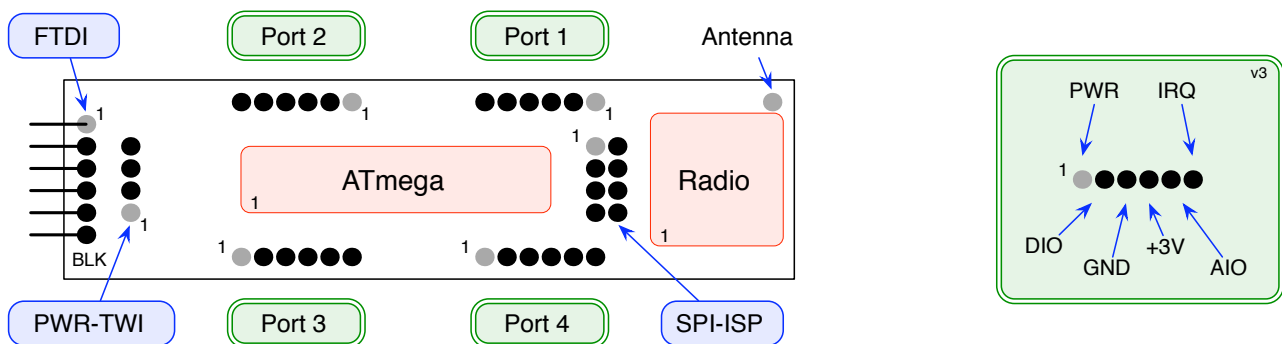 FTDI
Port 2
Port 1
Antenna
1
1
1
1
ATmega
1
Radio
1
1
1
1
BLK
PWR-TWI
Port 3
Port 4
SPI-ISP
v3
PWR
IRQ
1
DIO
GND
+3V
AIO